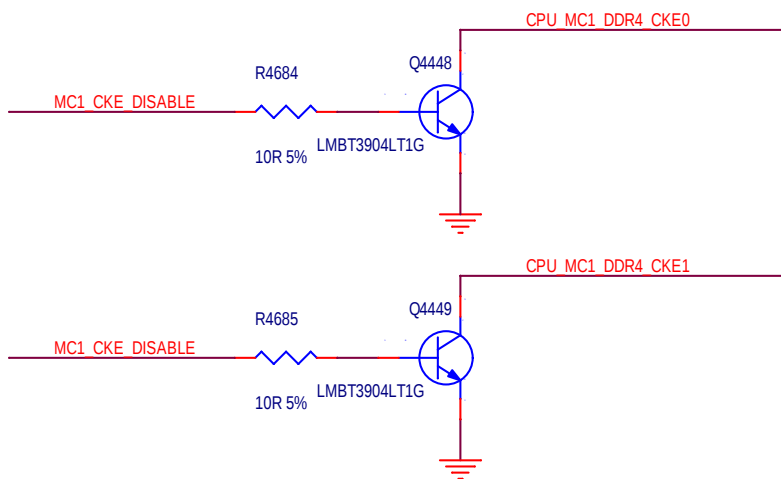 CPU_MC1_DDR4_CKE0
R4684
Q4448
MC1_CKE_DISABLE
10R 5%
LMBT3904LT1G
CPU_MC1_DDR4_CKE1
R4685
Q4449
MC1_CKE_DISABLE
10R 5%
LMBT3904LT1G